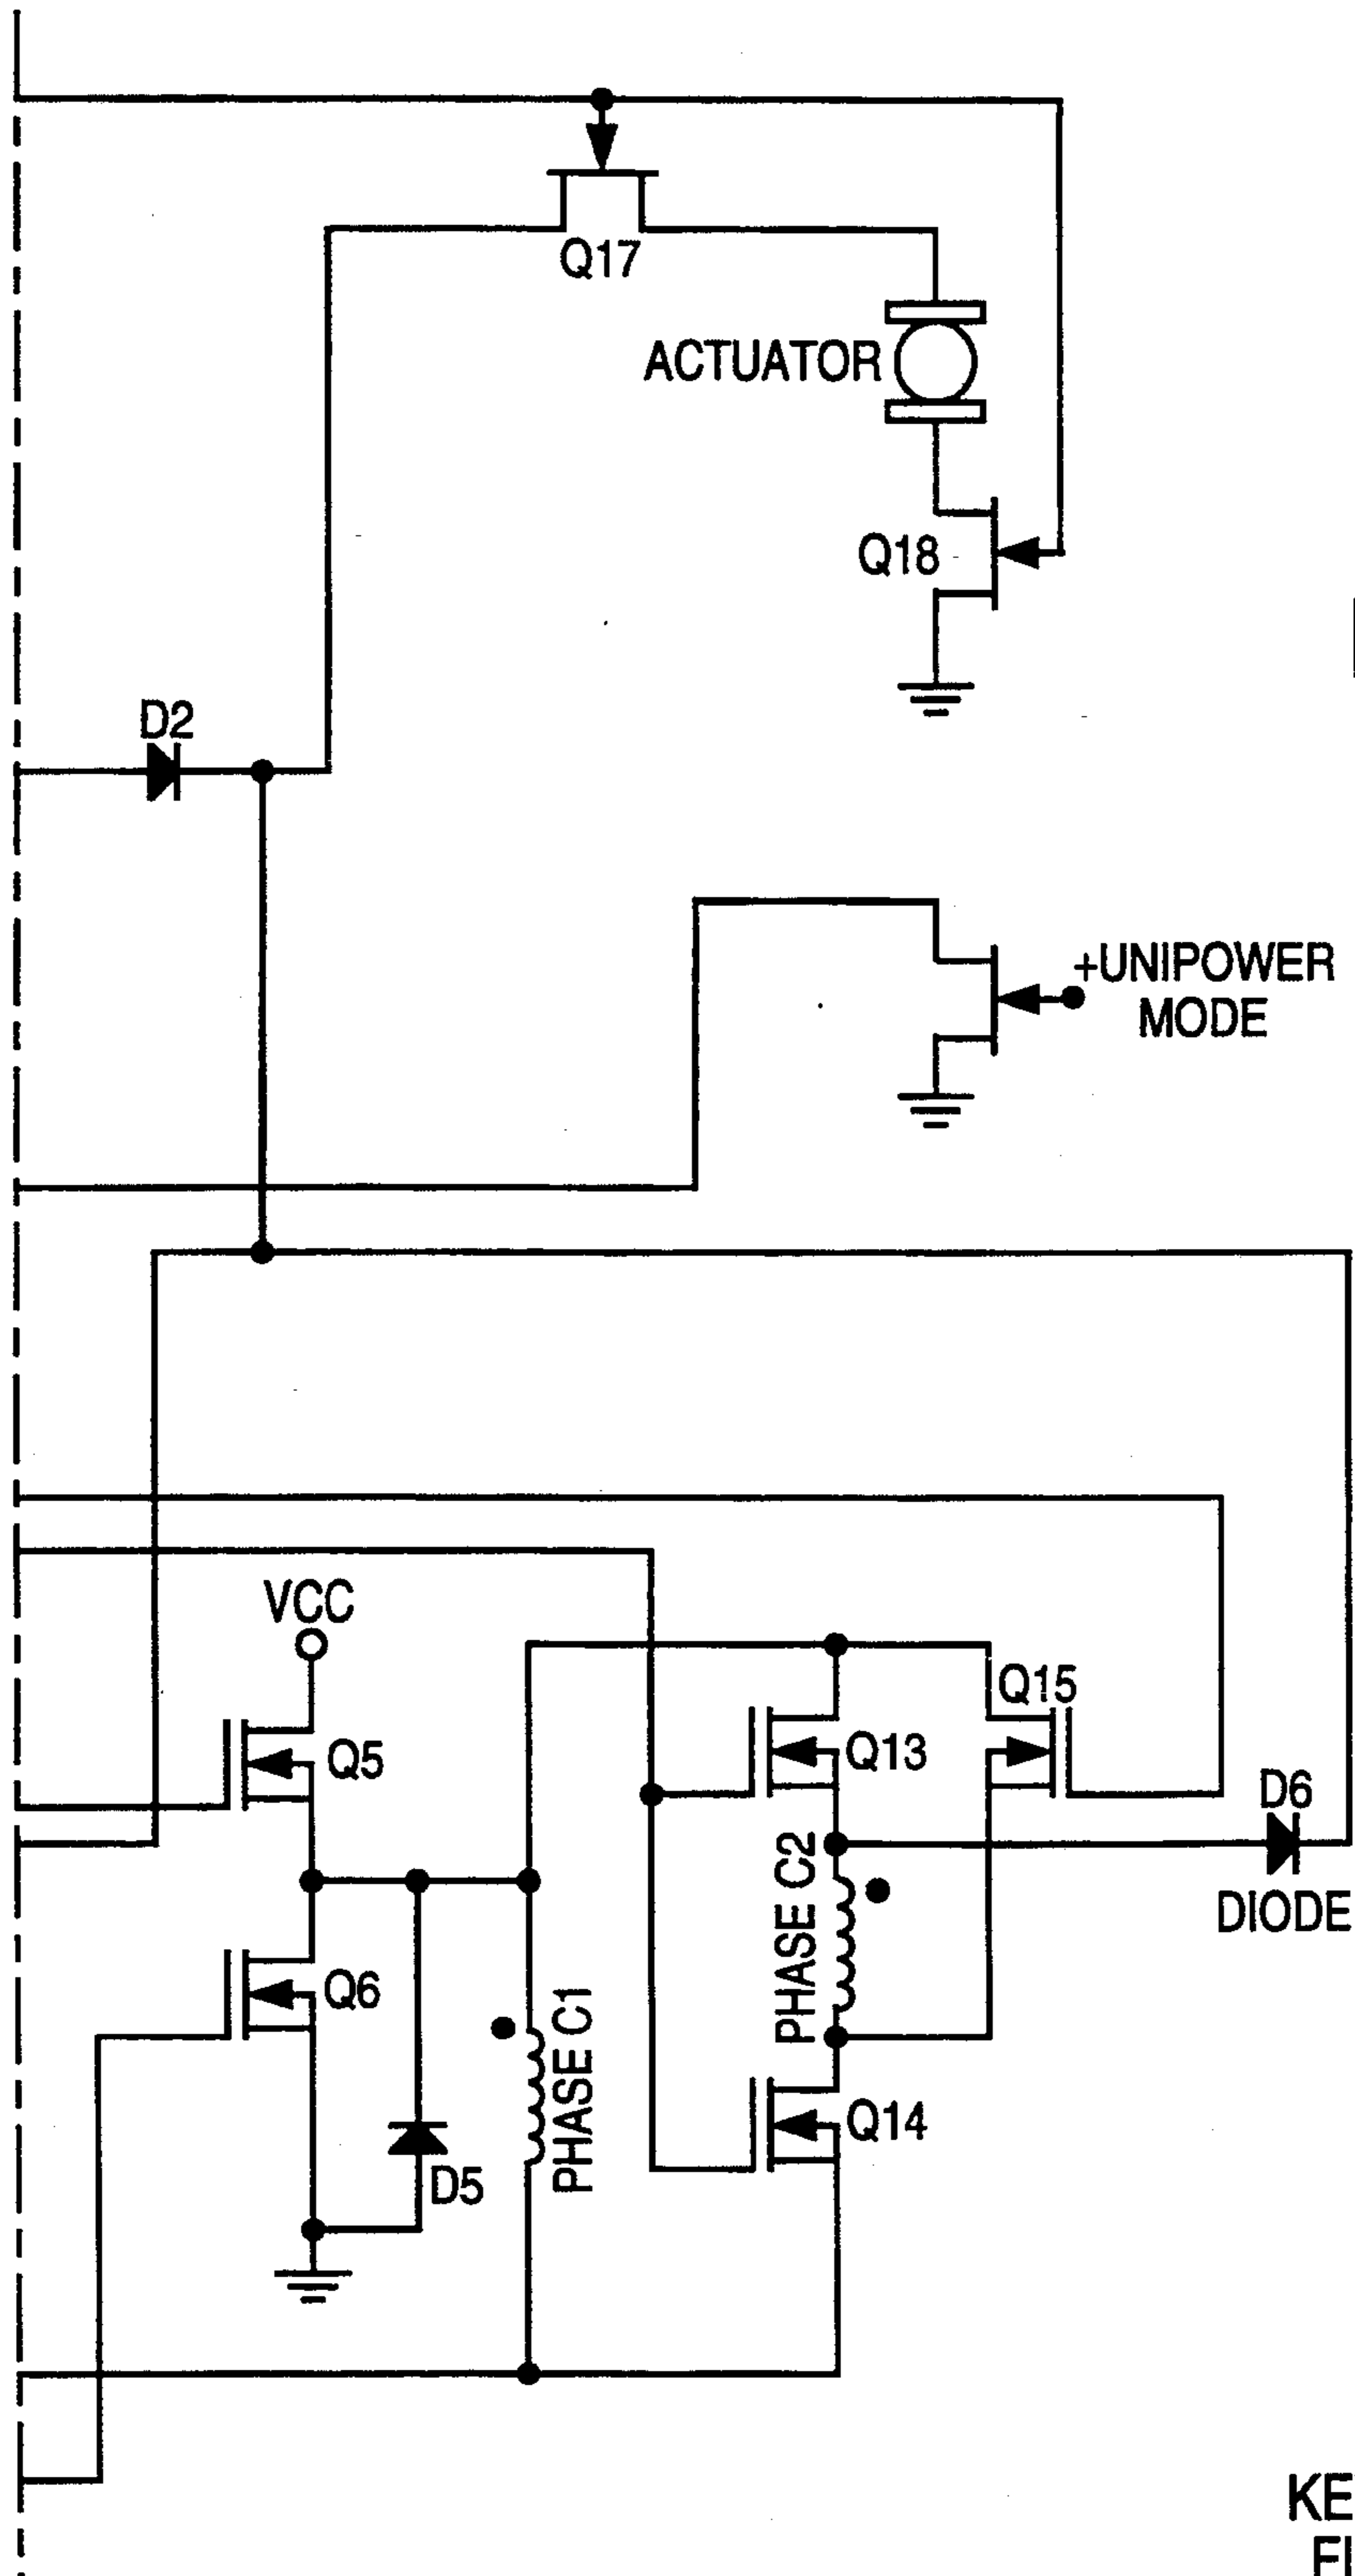 Q17
ACTUATOR
Q18
D2
+UNIPOWER
MODE
VCC
Q15
Q5
Q13
D6
PHASE C2
DIODE
Q6
PHASE C1
Q14
D5
KE